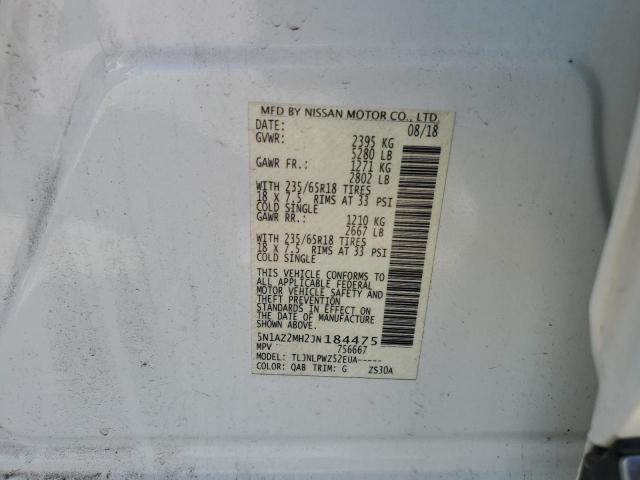 MFD BY NISSAN MOTOR CO., LTD.
DATE: 08/18
GVWR: 2395 KG
5280 LB
GAWR FR.: 1271 KG
2802 LB
WITH 235/65R18 TIRES
18 X 7.5 RIMS AT 33 PSI
COLD SINGLE
GAWR RR.: 1210 KG
2667 LB
WITH 235/65R18 TIRES
18 X 7.5 RIMS AT 33 PSI
COLD SINGLE
THIS VEHICLE CONFORMS TO
ALL APPLICABLE FEDERAL
MOTOR VEHICLE SAFETY AND
THEFT PREVENTION
STANDARDS IN EFFECT ON
THE DATE OF MANUFACTURE
SHOWN ABOVE.
5N1AZ2MH2JN184475
MPV 756667
MODEL: TLJNLPWZ52EUA-----
COLOR: QAB TRIM: G ZS30A